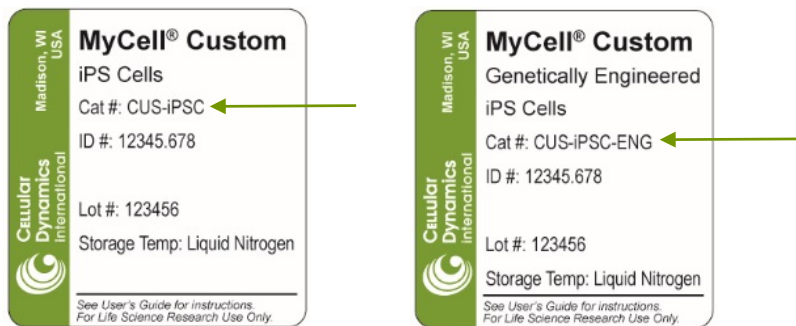 Madison, WI
USA
CELLULAR
Dynamics
international
MyCell® Custom
iPS Cells
Cat #: CUS-iPSC
ID #: 12345.678
Lot #: 123456
Storage Temp: Liquid Nitrogen
See User's Guide for instructions.
For Life Science Research Use Only.
Madison, WI
USA
CELLULAR
Dynamics
international
MyCell® Custom
Genetically Engineered
iPS Cells
Cat #: CUS-iPSC-ENG
ID #: 12345.678
Lot #: 123456
Storage Temp: Liquid Nitrogen
See User's Guide for instructions.
For Life Science Research Use Only.